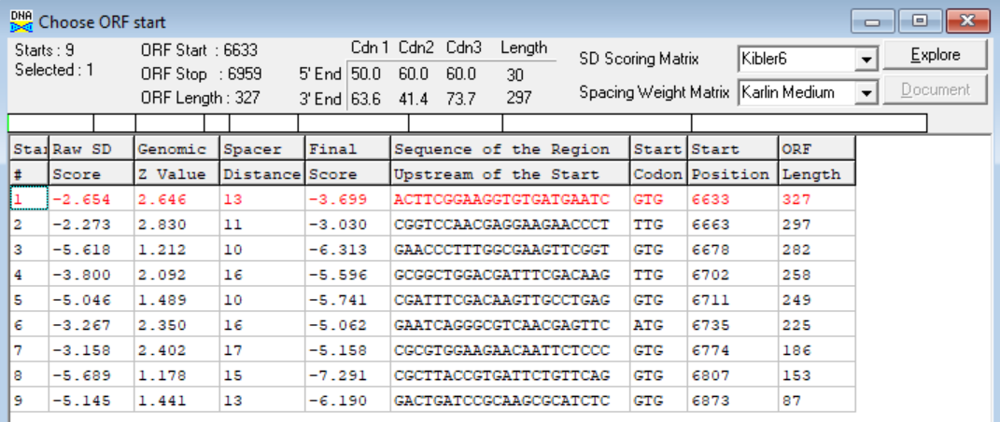 DNA Choose ORF start
Starts : 9 ORF Start : 6633 Cdn 1 Cdn2 Cdn3 Length SD Scoring Matrix Kibler6 Explore
Selected : 1 ORF Stop : 6959 5' End 50.0 60.0 60.0 30
ORF Length : 327 3' End 63.6 41.4 73.7 297 Spacing Weight Matrix Karlin Medium Document
Star Raw SD Genomic Spacer Final Sequence of the Region Start Start ORF
# Score Z Value Distance Score Upstream of the Start Codon Position Length
1 -2.654 2.646 13 -3.699 ACTTCGGAAGGTGTGATGAATC GTG 6633 327
2 -2.273 2.830 11 -3.030 CGGTCCAACGAGGAAGAACCCT TTG 6663 297
3 -5.618 1.212 10 -6.313 GAACCCTTTGGCGAAGTTCGGT GTG 6678 282
4 -3.800 2.092 16 -5.596 GCGGCTGGACGATTTCGACAAG TTG 6702 258
5 -5.046 1.489 10 -5.741 CGATTTCGACAAGTTGCCTGAG GTG 6711 249
6 -3.267 2.350 16 -5.062 GAATCAGGGCGTCAACGAGTTC ATG 6735 225
7 -3.158 2.402 17 -5.158 CGCGTGGAAGAACAATTCTCCC GTG 6774 186
8 -5.689 1.178 15 -7.291 CGCTTACCGTGATTCTGTTCAG GTG 6807 153
9 -5.145 1.441 13 -6.190 GACTGATCCGCAAGCGCATCTC GTG 6873 87